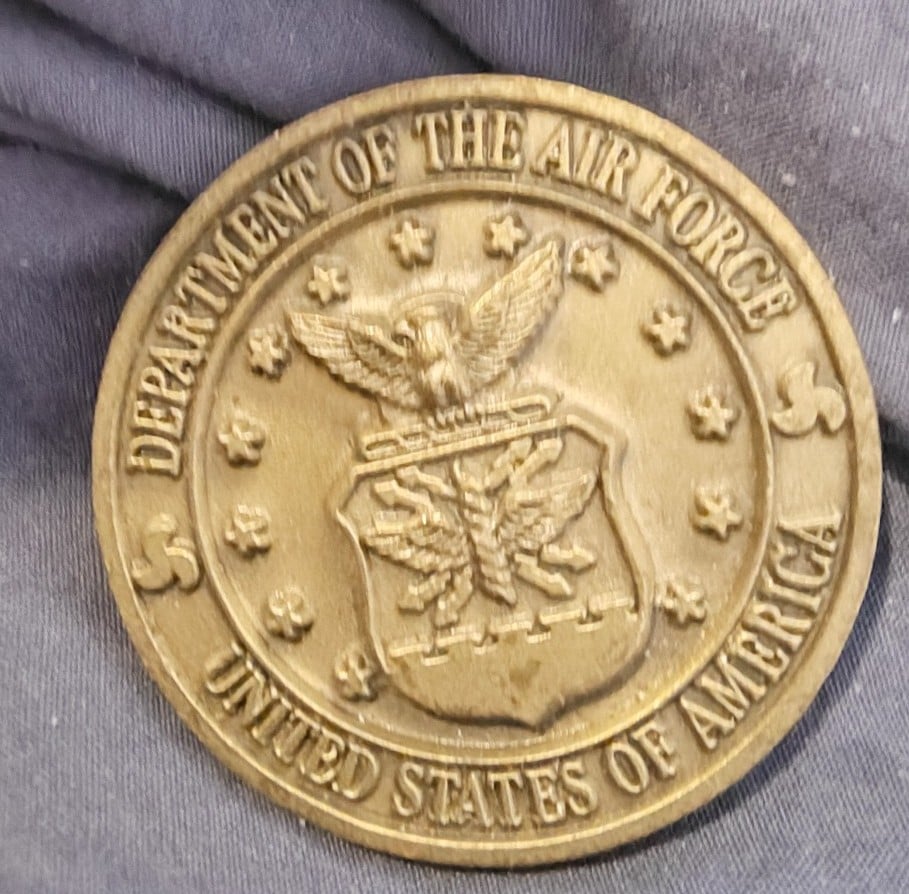 DEPARTMENT OF THE AIR FORCE
UNITED STATES OF AMERICA